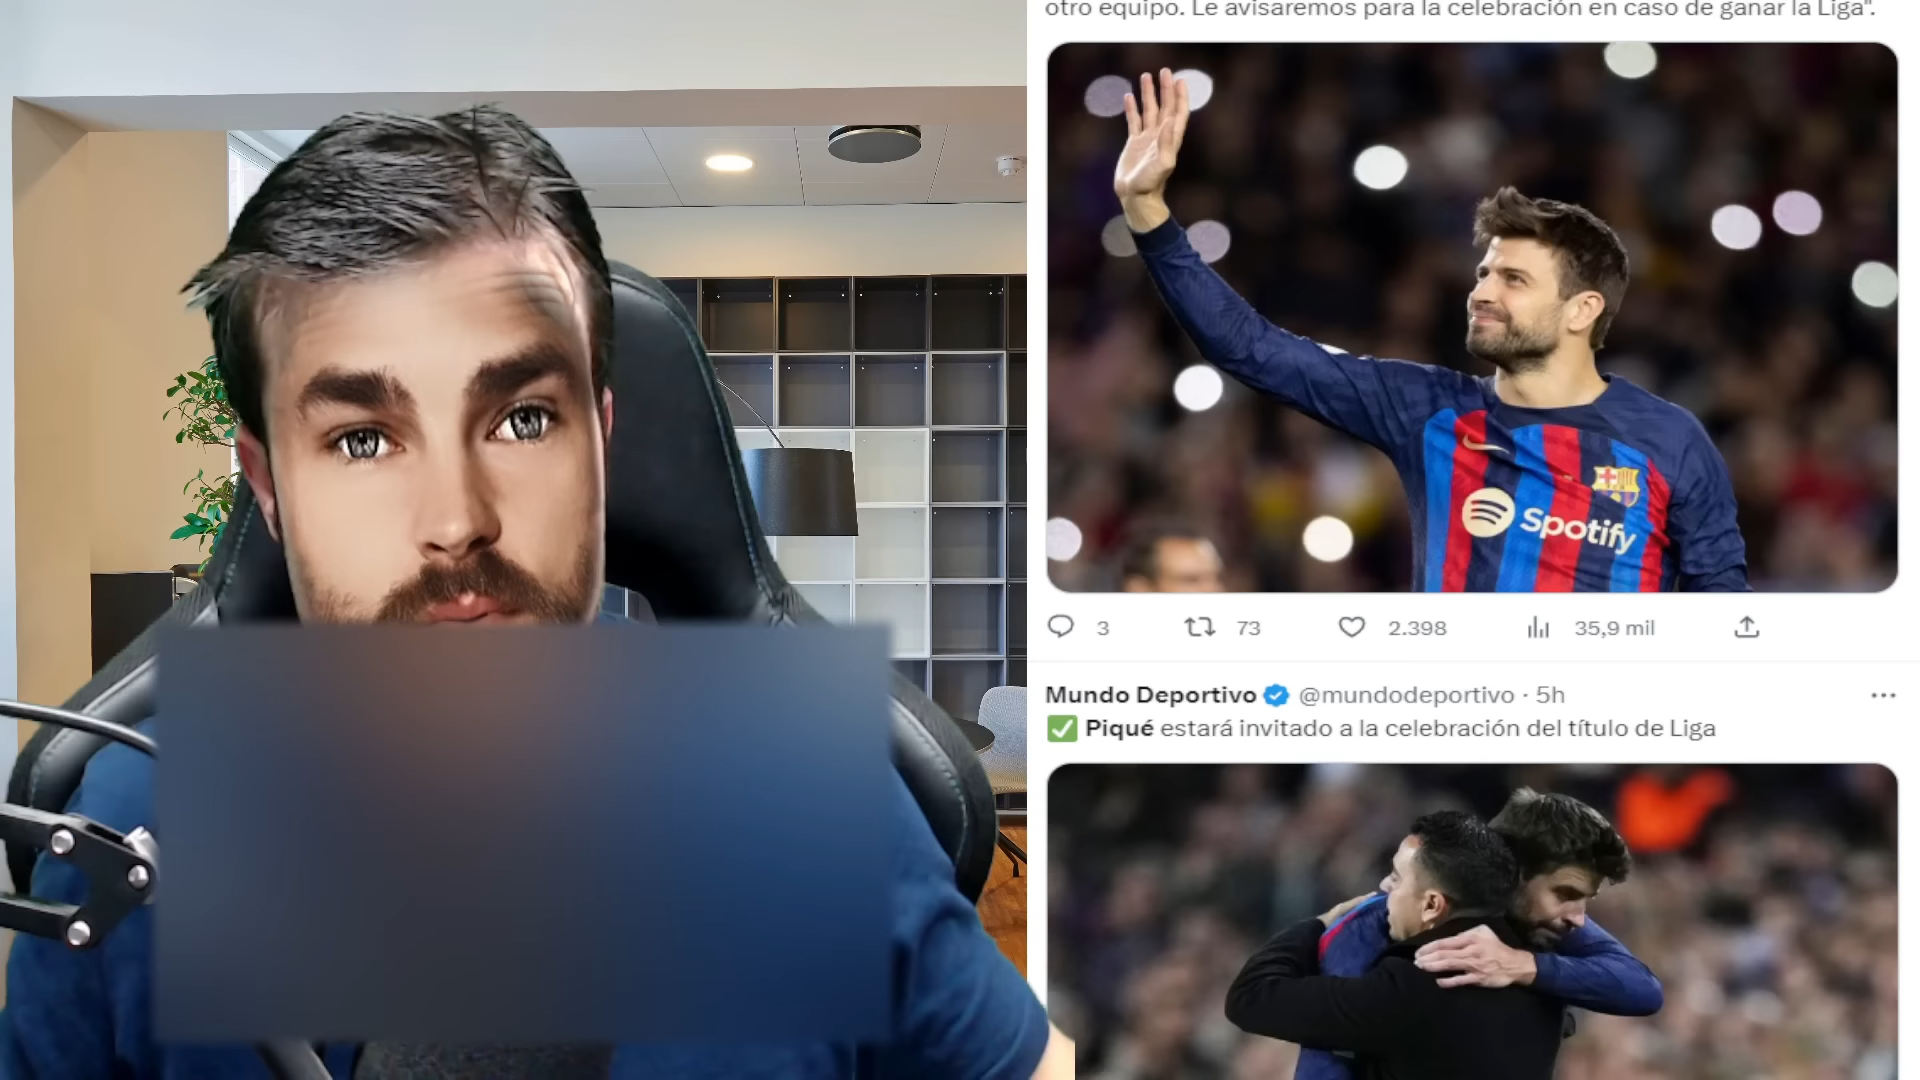 otro equipo. Le avisaremos para la celebración en caso de ganar la Liga".
Spotify
3 73 2.398 35,9 mil
Mundo Deportivo @mundodeportivo · 5h
✅ Piqué estará invitado a la celebración del título de Liga